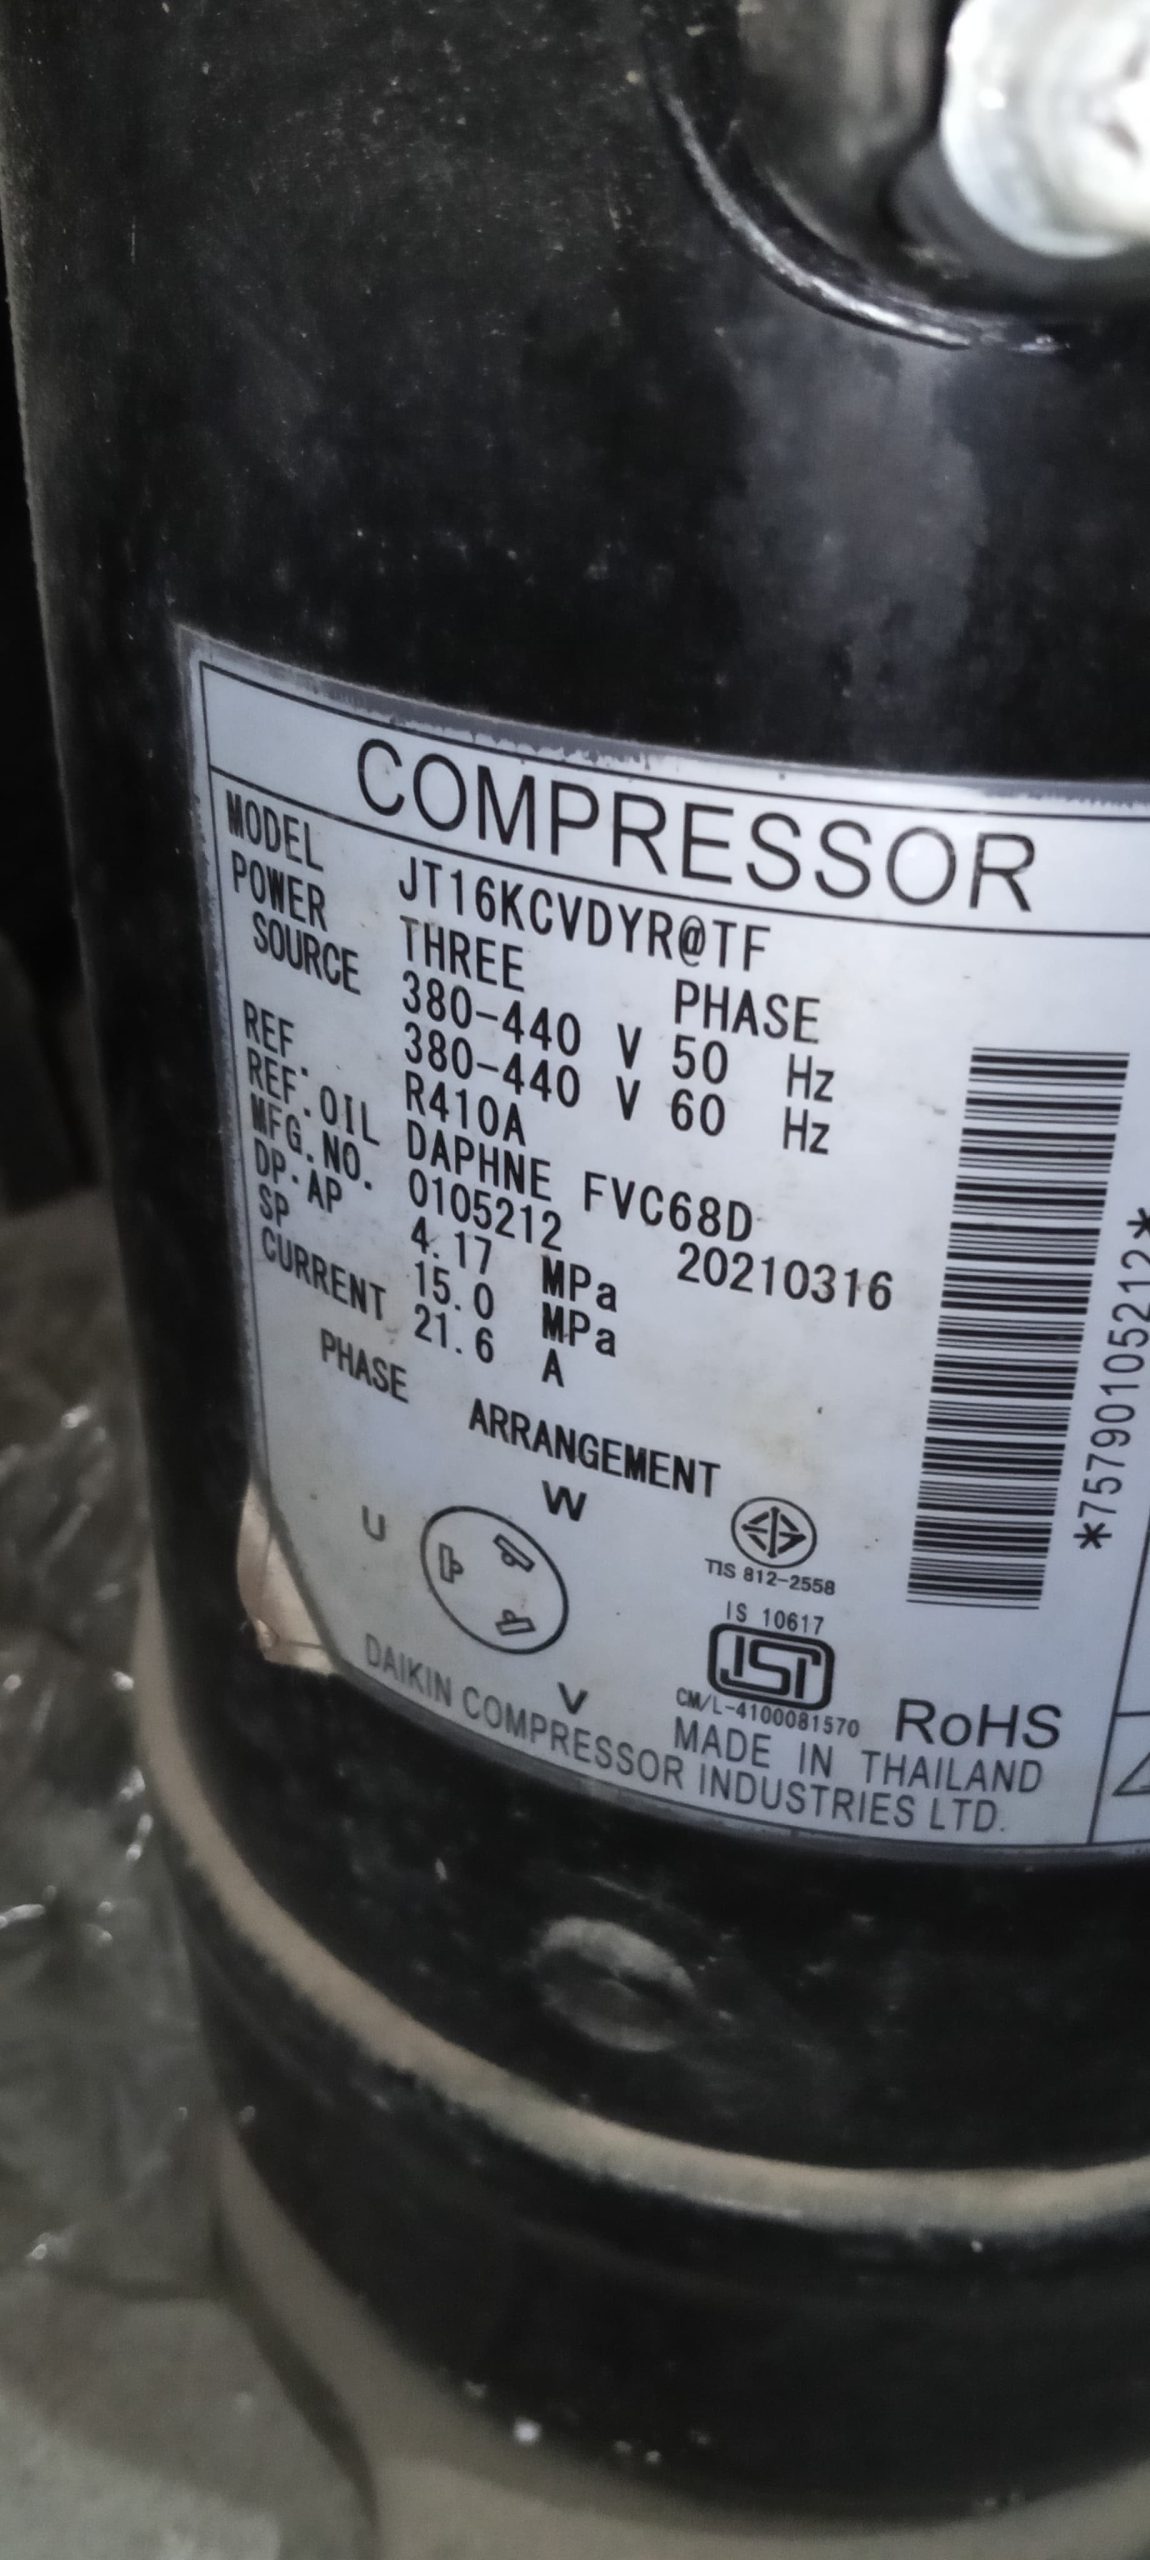 COMPRESSOR
MODEL JT16KCVDYR@TF
POWER THREE PHASE
SOURCE 380-440 V 50 Hz
380-440 V 60 Hz
REF. R410A
REF.OIL DAPHNE FVC68D
MFG.NO. 0105212 20210316
DP.AP 4.17 MPa
SP 15.0 MPa
CURRENT 21.6 A
PHASE ARRANGEMENT
U W
V
TIS 812-2558
IS 10617
ISI
CM/L-4100081570
RoHS
MADE IN THAILAND
DAIKIN COMPRESSOR INDUSTRIES LTD.
*75790105212*